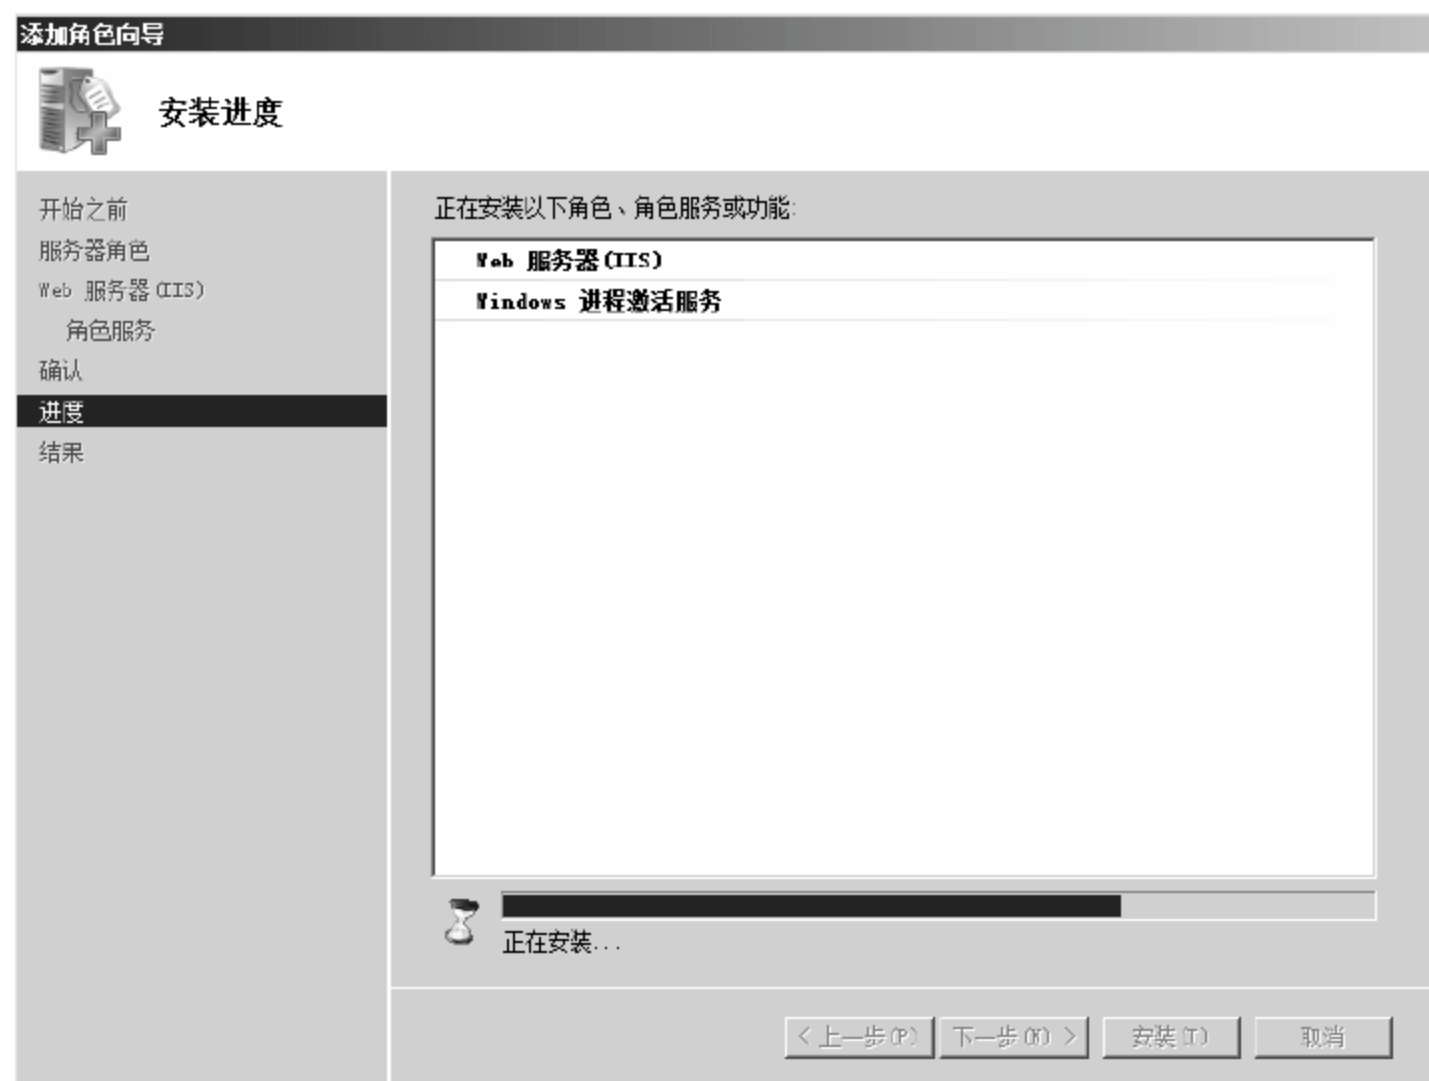 添加角色向导
安装进度
开始之前
服务器角色
Web 服务器(IIS)
角色服务
确认
进度
结果
正在安装以下角色、角色服务或功能:
Web 服务器(IIS)
Windows 进程激活服务
正在安装...
< 上一步(P)
下一步(N) >
安装(I)
取消